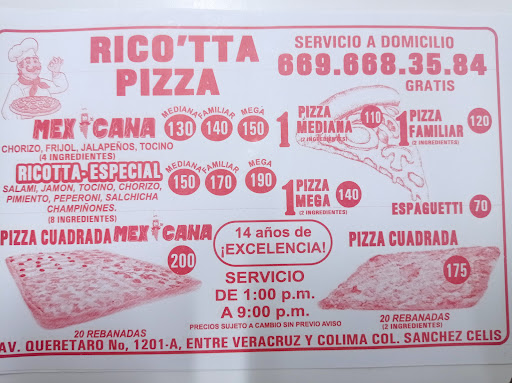 RICO'TTA
PIZZA
SERVICIO A DOMICILIO
669.668.35.84
GRATIS
MEXICANA
MEDIANA FAMILIAR MEGA
130 140 150
CHORIZO, FRIJOL, JALAPEÑOS, TOCINO
(4 INGREDIENTES)
RICOTTA-ESPECIAL
MEDIANA FAMILIAR MEGA
150 170 190
SALAMI, JAMON, TOCINO, CHORIZO,
PIMIENTO, PEPERONI, SALCHICHA
CHAMPIÑONES.
(8 INGREDIENTES)
1 PIZZA MEDIANA 110
(2 INGREDIENTES)
1 PIZZA FAMILIAR 120
(2 INGREDIENTES)
1 PIZZA MEGA 140
(2 INGREDIENTES)
ESPAGUETTI 70
PIZZA CUADRADA MEXICANA
200
20 REBANADAS
14 años de
¡EXCELENCIA!
SERVICIO
DE 1:00 p.m.
A 9:00 p.m.
PRECIOS SUJETO A CAMBIO SIN PREVIO AVISO
PIZZA CUADRADA
175
20 REBANADAS
(2 INGREDIENTES)
AV. QUERETARO No, 1201-A, ENTRE VERACRUZ Y COLIMA COL. SANCHEZ CELIS